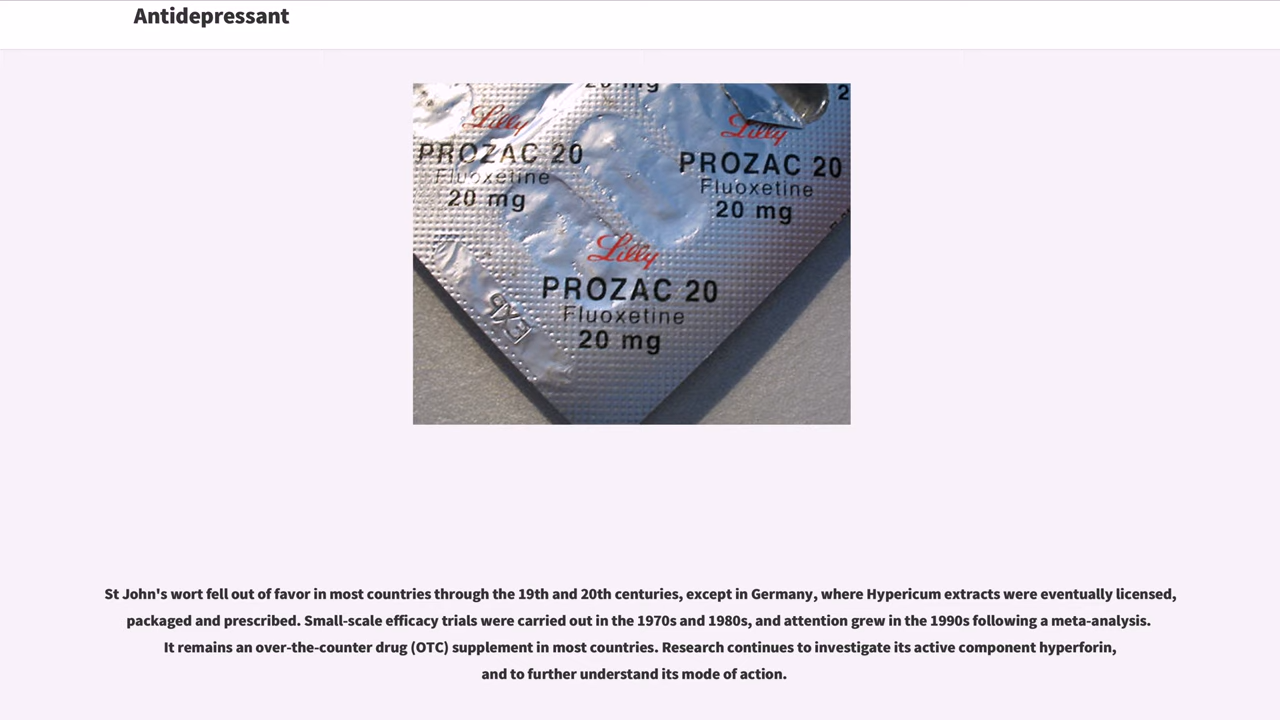 Antidepressant
20 mg
2
Lilly
PROZAC 20
Fluoxetine
20 mg
Lilly
PROZAC 20
Fluoxetine
20 mg
Lilly
PROZAC 20
Fluoxetine
20 mg
EXP
St John's wort fell out of favor in most countries through the 19th and 20th centuries, except in Germany, where Hypericum extracts were eventually licensed,
packaged and prescribed. Small-scale efficacy trials were carried out in the 1970s and 1980s, and attention grew in the 1990s following a meta-analysis.
It remains an over-the-counter drug (OTC) supplement in most countries. Research continues to investigate its active component hyperforin,
and to further understand its mode of action.